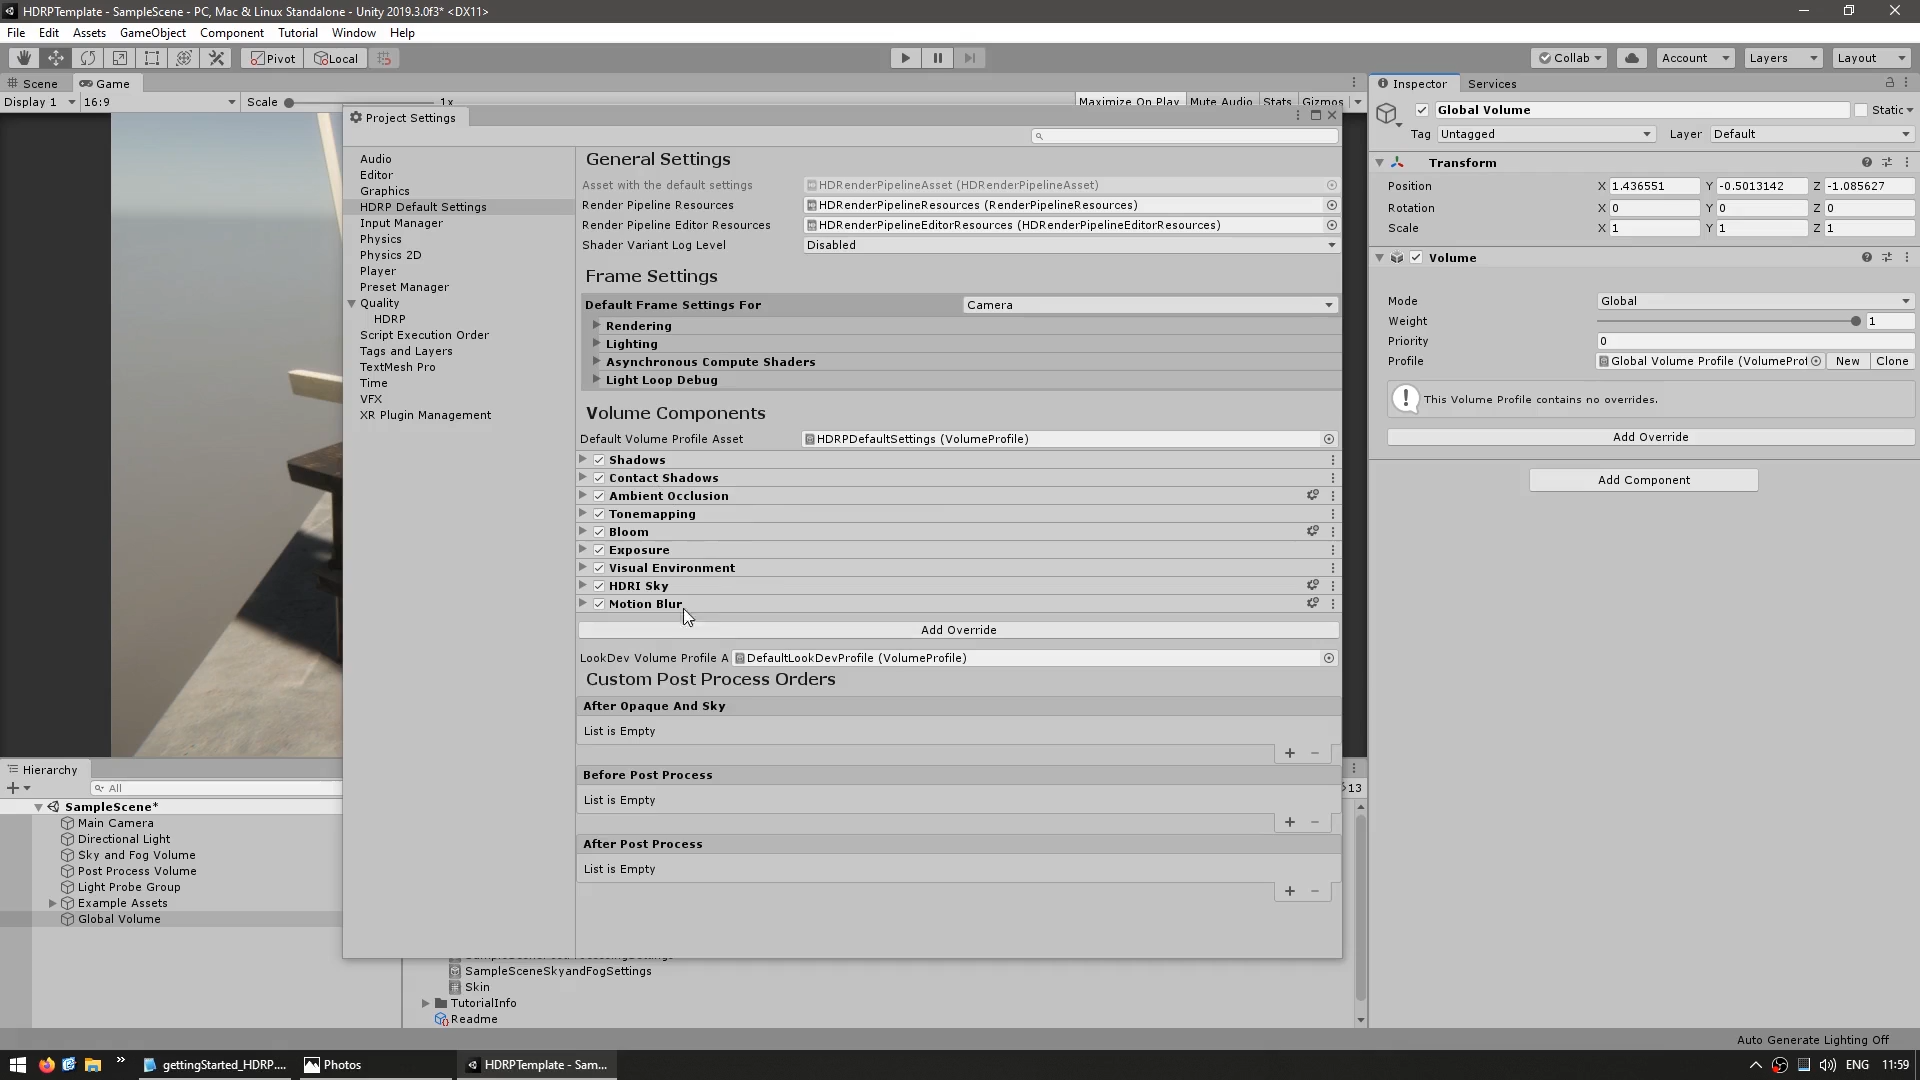 HDRPTemplate - SampleScene - PC, Mac & Linux Standalone - Unity 2019.3.0f3* <DX11>
File Edit Assets GameObject Component Tutorial Window Help
Pivot Local Collab Account Layers Layout
Scene Game
Display 1 16:9 Scale 1x Maximize On Play Mute Audio Stats Gizmos
Project Settings
Audio
Editor
Graphics
HDRP Default Settings
Input Manager
Physics
Physics 2D
Player
Preset Manager
Quality
HDRP
Script Execution Order
Tags and Layers
TextMesh Pro
Time
VFX
XR Plugin Management
General Settings
Asset with the default settings HDRenderPipelineAsset (HDRenderPipelineAsset)
Render Pipeline Resources HDRenderPipelineResources (RenderPipelineResources)
Render Pipeline Editor Resources HDRenderPipelineEditorResources (HDRenderPipelineEditorResources)
Shader Variant Log Level Disabled
Frame Settings
Default Frame Settings For Camera
Rendering
Lighting
Asynchronous Compute Shaders
Light Loop Debug
Volume Components
Default Volume Profile Asset HDRPDefaultSettings (VolumeProfile)
Shadows
Contact Shadows
Ambient Occlusion
Tonemapping
Bloom
Exposure
Visual Environment
HDRI Sky
Motion Blur
Add Override
LookDev Volume Profile A DefaultLookDevProfile (VolumeProfile)
Custom Post Process Orders
After Opaque And Sky
List is Empty
+ −
Before Post Process
List is Empty
+ −
After Post Process
List is Empty
+ −
Inspector Services
Global Volume Static
Tag Untagged Layer Default
Transform
Position X 1.436551 Y -0.5013142 Z -1.085627
Rotation X 0 Y 0 Z 0
Scale X 1 Y 1 Z 1
Volume
Mode Global
Weight 1
Priority 0
Profile Global Volume Profile (VolumeProf New Clone
This Volume Profile contains no overrides.
Add Override
Add Component
Hierarchy
+ All
SampleScene*
Main Camera
Directional Light
Sky and Fog Volume
Post Process Volume
Light Probe Group
Example Assets
Global Volume
13
SampleSceneSkyandFogSettings
Skin
TutorialInfo
Readme
Auto Generate Lighting Off
gettingStarted_HDRP.... Photos HDRPTemplate - Sam... ENG 11:59